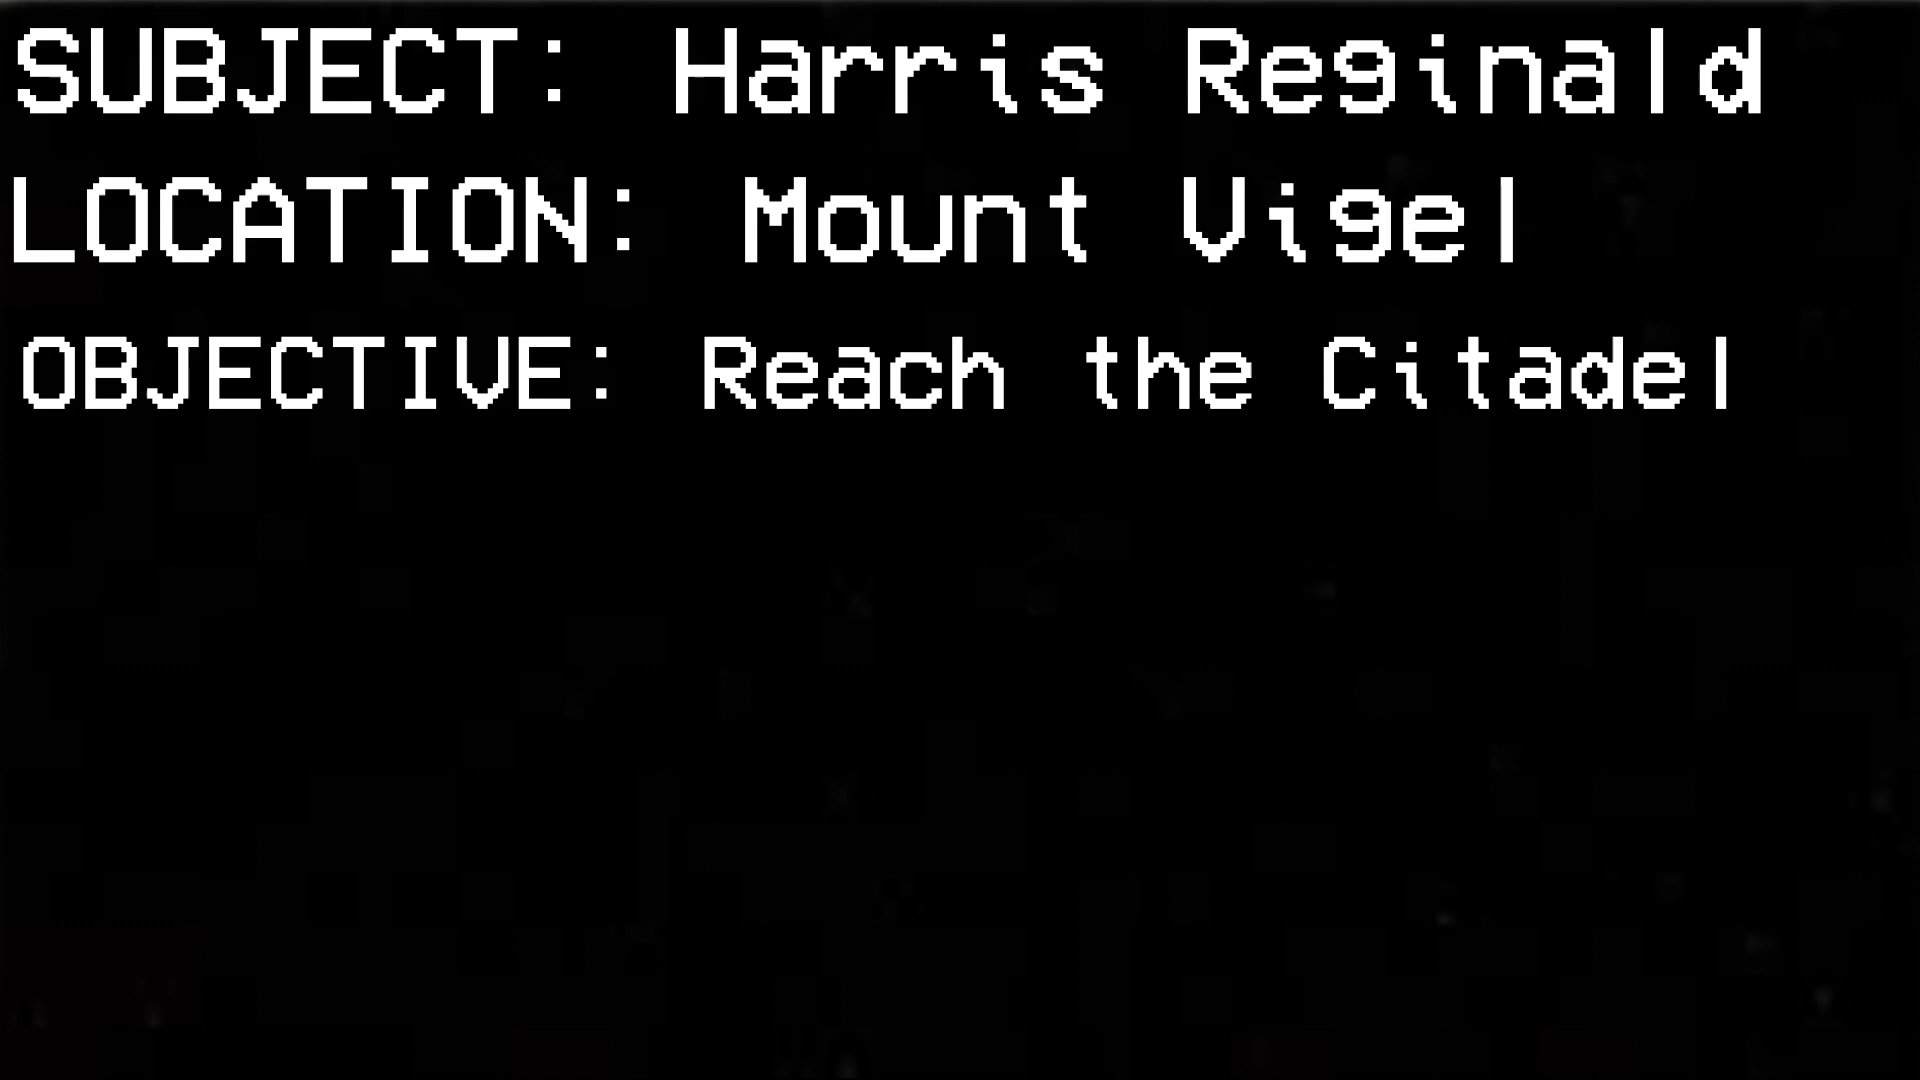 SUBJECT: Harris Reginald
LOCATION: Mount Vigel
OBJECTIVE: Reach the Citadel